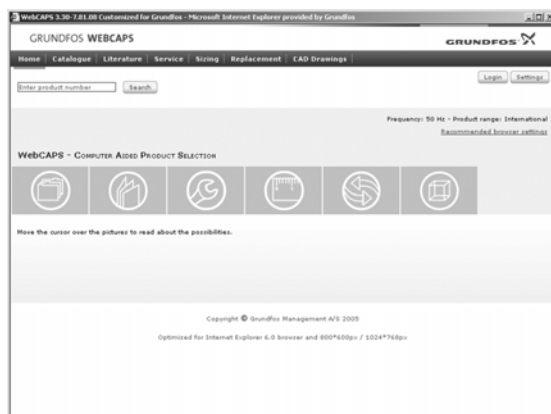 WebCAPS 3.30-7.01.08 Customized for Grundfos - Microsoft Internet Explorer provided by Grundfos
GRUNDFOS WEBCAPS
GRUNDFOS
Home | Catalogue | Literature | Service | Sizing | Replacement | CAD Drawings
Login Settings
Enter product number Search
Frequency: 50 Hz - Product range: International
Recommended browser settings
WebCAPS - Computer Aided Product Selection
Move the cursor over the pictures to read about the possibilities.
Copyright © Grundfos Management A/S 2005
Optimized for Internet Explorer 6.0 browser and 800*600px / 1024*768px